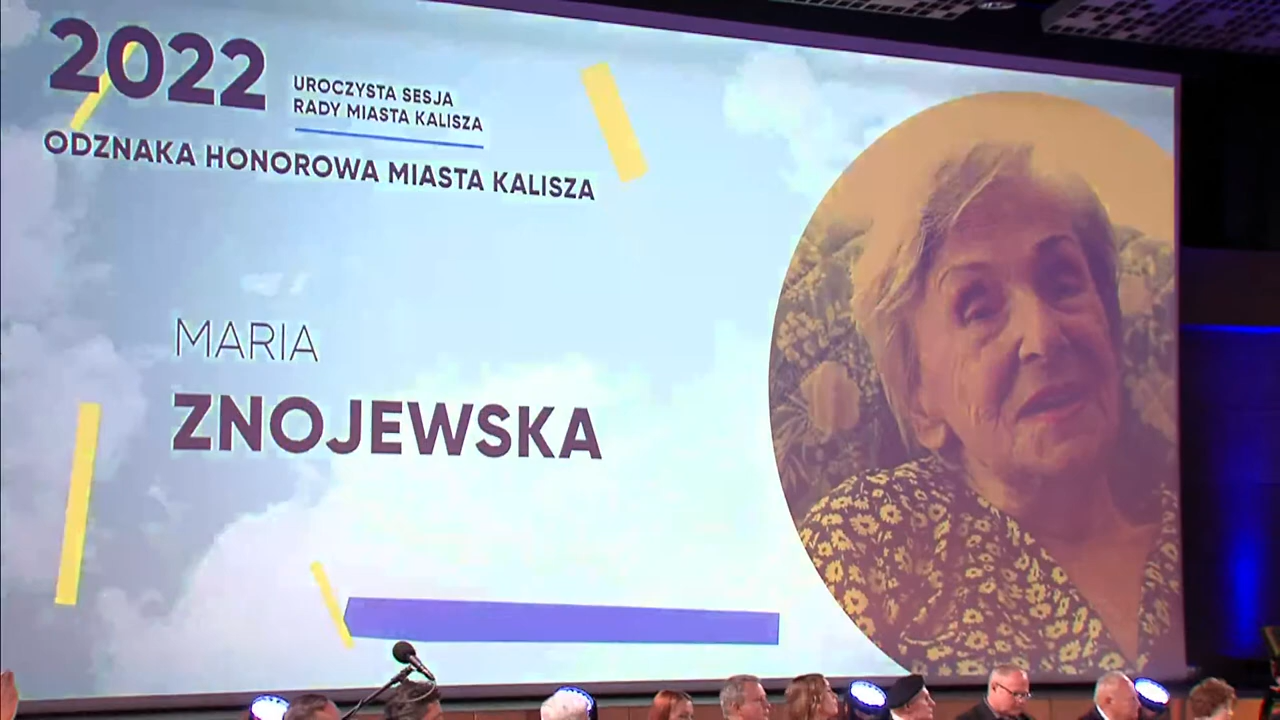 2022
UROCZYSTA SESJA
RADY MIASTA KALISZA
ODZNAKA HONOROWA MIASTA KALISZA
MARIA
ZNOJEWSKA